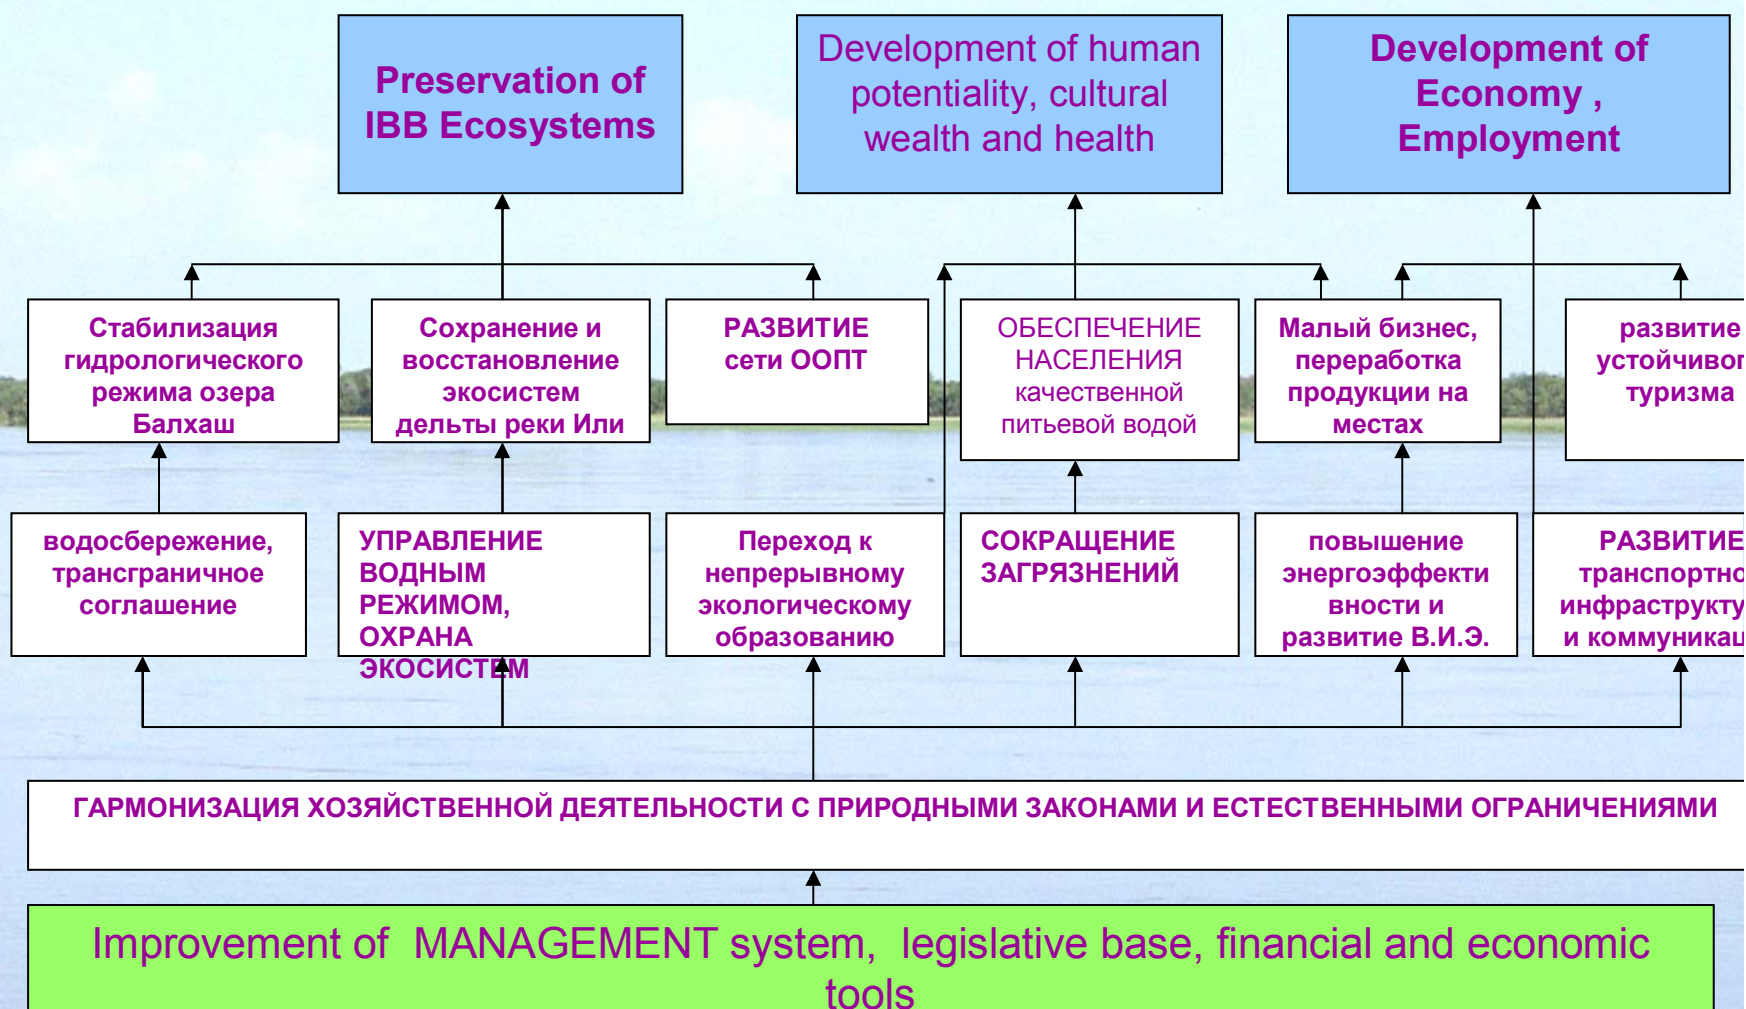 Preservation of
IBB Ecosystems
Development of human
potentiality, cultural
wealth and health
Development of
Economy ,
Employment
Стабилизация
гидрологического
режима озера
Балхаш
Сохранение и
восстановление
экосистем
дельты реки Или
РАЗВИТИЕ
сети ООПТ
ОБЕСПЕЧЕНИЕ
НАСЕЛЕНИЯ
качественной
питьевой водой
Малый бизнес,
переработка
продукции на
местах
развитие
туризма
водосбережение,
трансграничное
соглашение
УПРАВЛЕНИЕ
ВОДНЫМ
РЕЖИМОМ,
ОХРАНА
ЭКОСИСТЕМ
Переход к
непрерывному
экологическому
образованию
СОКРАЩЕНИЕ
ЗАГРЯЗНЕНИЙ
повышение
энергоэффекти
вности и
развитие В.И.Э.
РАЗВИТИЕ
и
ГАРМОНИЗАЦИЯ ХОЗЯЙСТВЕННОЙ ДЕЯТЕЛЬНОСТИ С ПРИРОДНЫМИ ЗАКОНАМИ И ЕСТЕСТВЕННЫМИ ОГРАНИЧЕНИЯМИ
Improvement of MANAGEMENT system, legislative base, financial and economic
tools